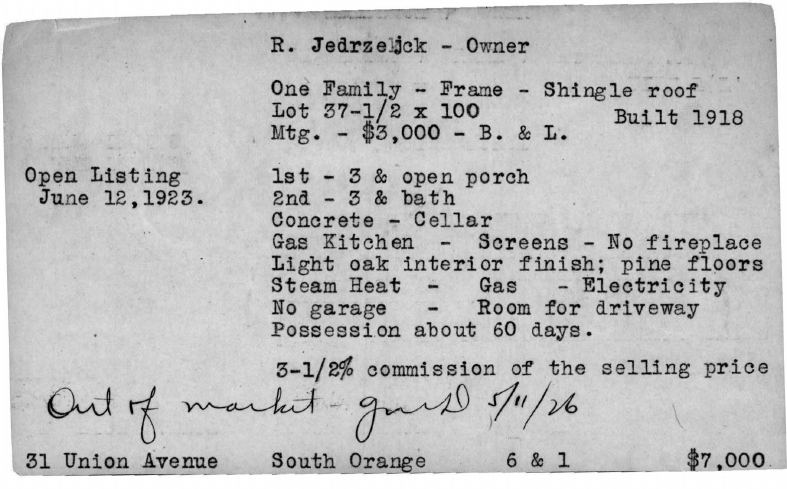 R. Jedrzejck - Owner
One Family - Frame - Shingle roof
Lot 37-1/2 x 100
Built 1918
Mtg. - $3,000 - B. & L.
Open Listing
June 12,1923.
1st - 3 & open porch
2nd - 3 & bath
Concrete - Cellar
Gas Kitchen - Screens - No fireplace
Light oak interior finish; pine floors
Steam Heat - Gas - Electricity
No garage - Room for driveway
Possession about 60 days.
3-1/2% commission of the selling price
Out of market - 5/11/26
31 Union Avenue South Orange 6 & 1 $7,000.